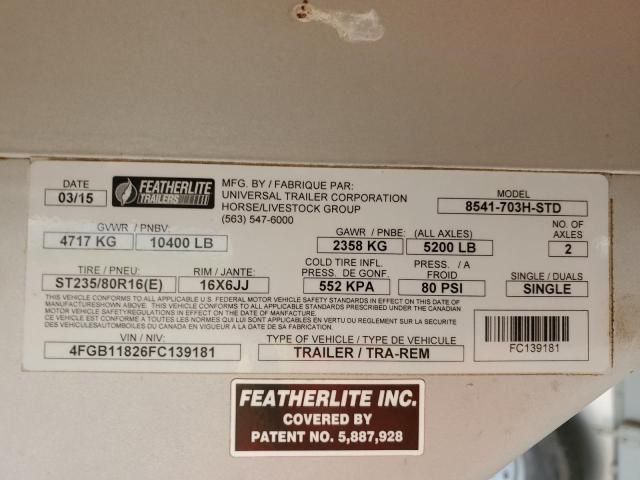 DATE
03/15
FEATHERLITE
TRAILERS
MFG. BY / FABRIQUE PAR:
UNIVERSAL TRAILER CORPORATION
HORSE/LIVESTOCK GROUP
(563) 547-6000
MODEL
8541-703H-STD
GVWR / PNBV:
4717 KG 10400 LB
GAWR / PNBE: (ALL AXLES)
2358 KG 5200 LB
NO. OF
AXLES
2
TIRE / PNEU:
ST235/80R16(E)
RIM / JANTE:
16X6JJ
COLD TIRE INFL.
PRESS. DE GONF.
552 KPA
PRESS. / A
FROID
80 PSI
SINGLE / DUALS
SINGLE
THIS VEHICLE CONFORMS TO ALL APPLICABLE U.S. FEDERAL MOTOR VEHICLE SAFETY STANDARDS IN EFFECT ON THIS DATE OF
MANUFACTURE SHOWN ABOVE. THIS VEHICLE CONFORMS TO ALL APPLICABLE STANDARDS PRESCRIBED UNDER THE CANADIAN
MOTOR VEHICLE SAFETY REGULATIONS IN EFFECT ON THE DATE OF MANUFACTURE. / CE VEHICULE EST CONFORME A
TOUTES LES NORMES QUI LUI SONT APPLICABLES EN VERTU DU REGLEMENT SUR LA SECURITE
DES VEHICULES AUTOMOBILES DU CANADA EN VIGUEUR A LA DATE DE SA FABRICATION
VIN / NIV:
4FGB11826FC139181
TYPE OF VEHICLE / TYPE DE VEHICULE
TRAILER / TRA-REM
FC139181
FEATHERLITE INC.
COVERED BY
PATENT NO. 5,887,928